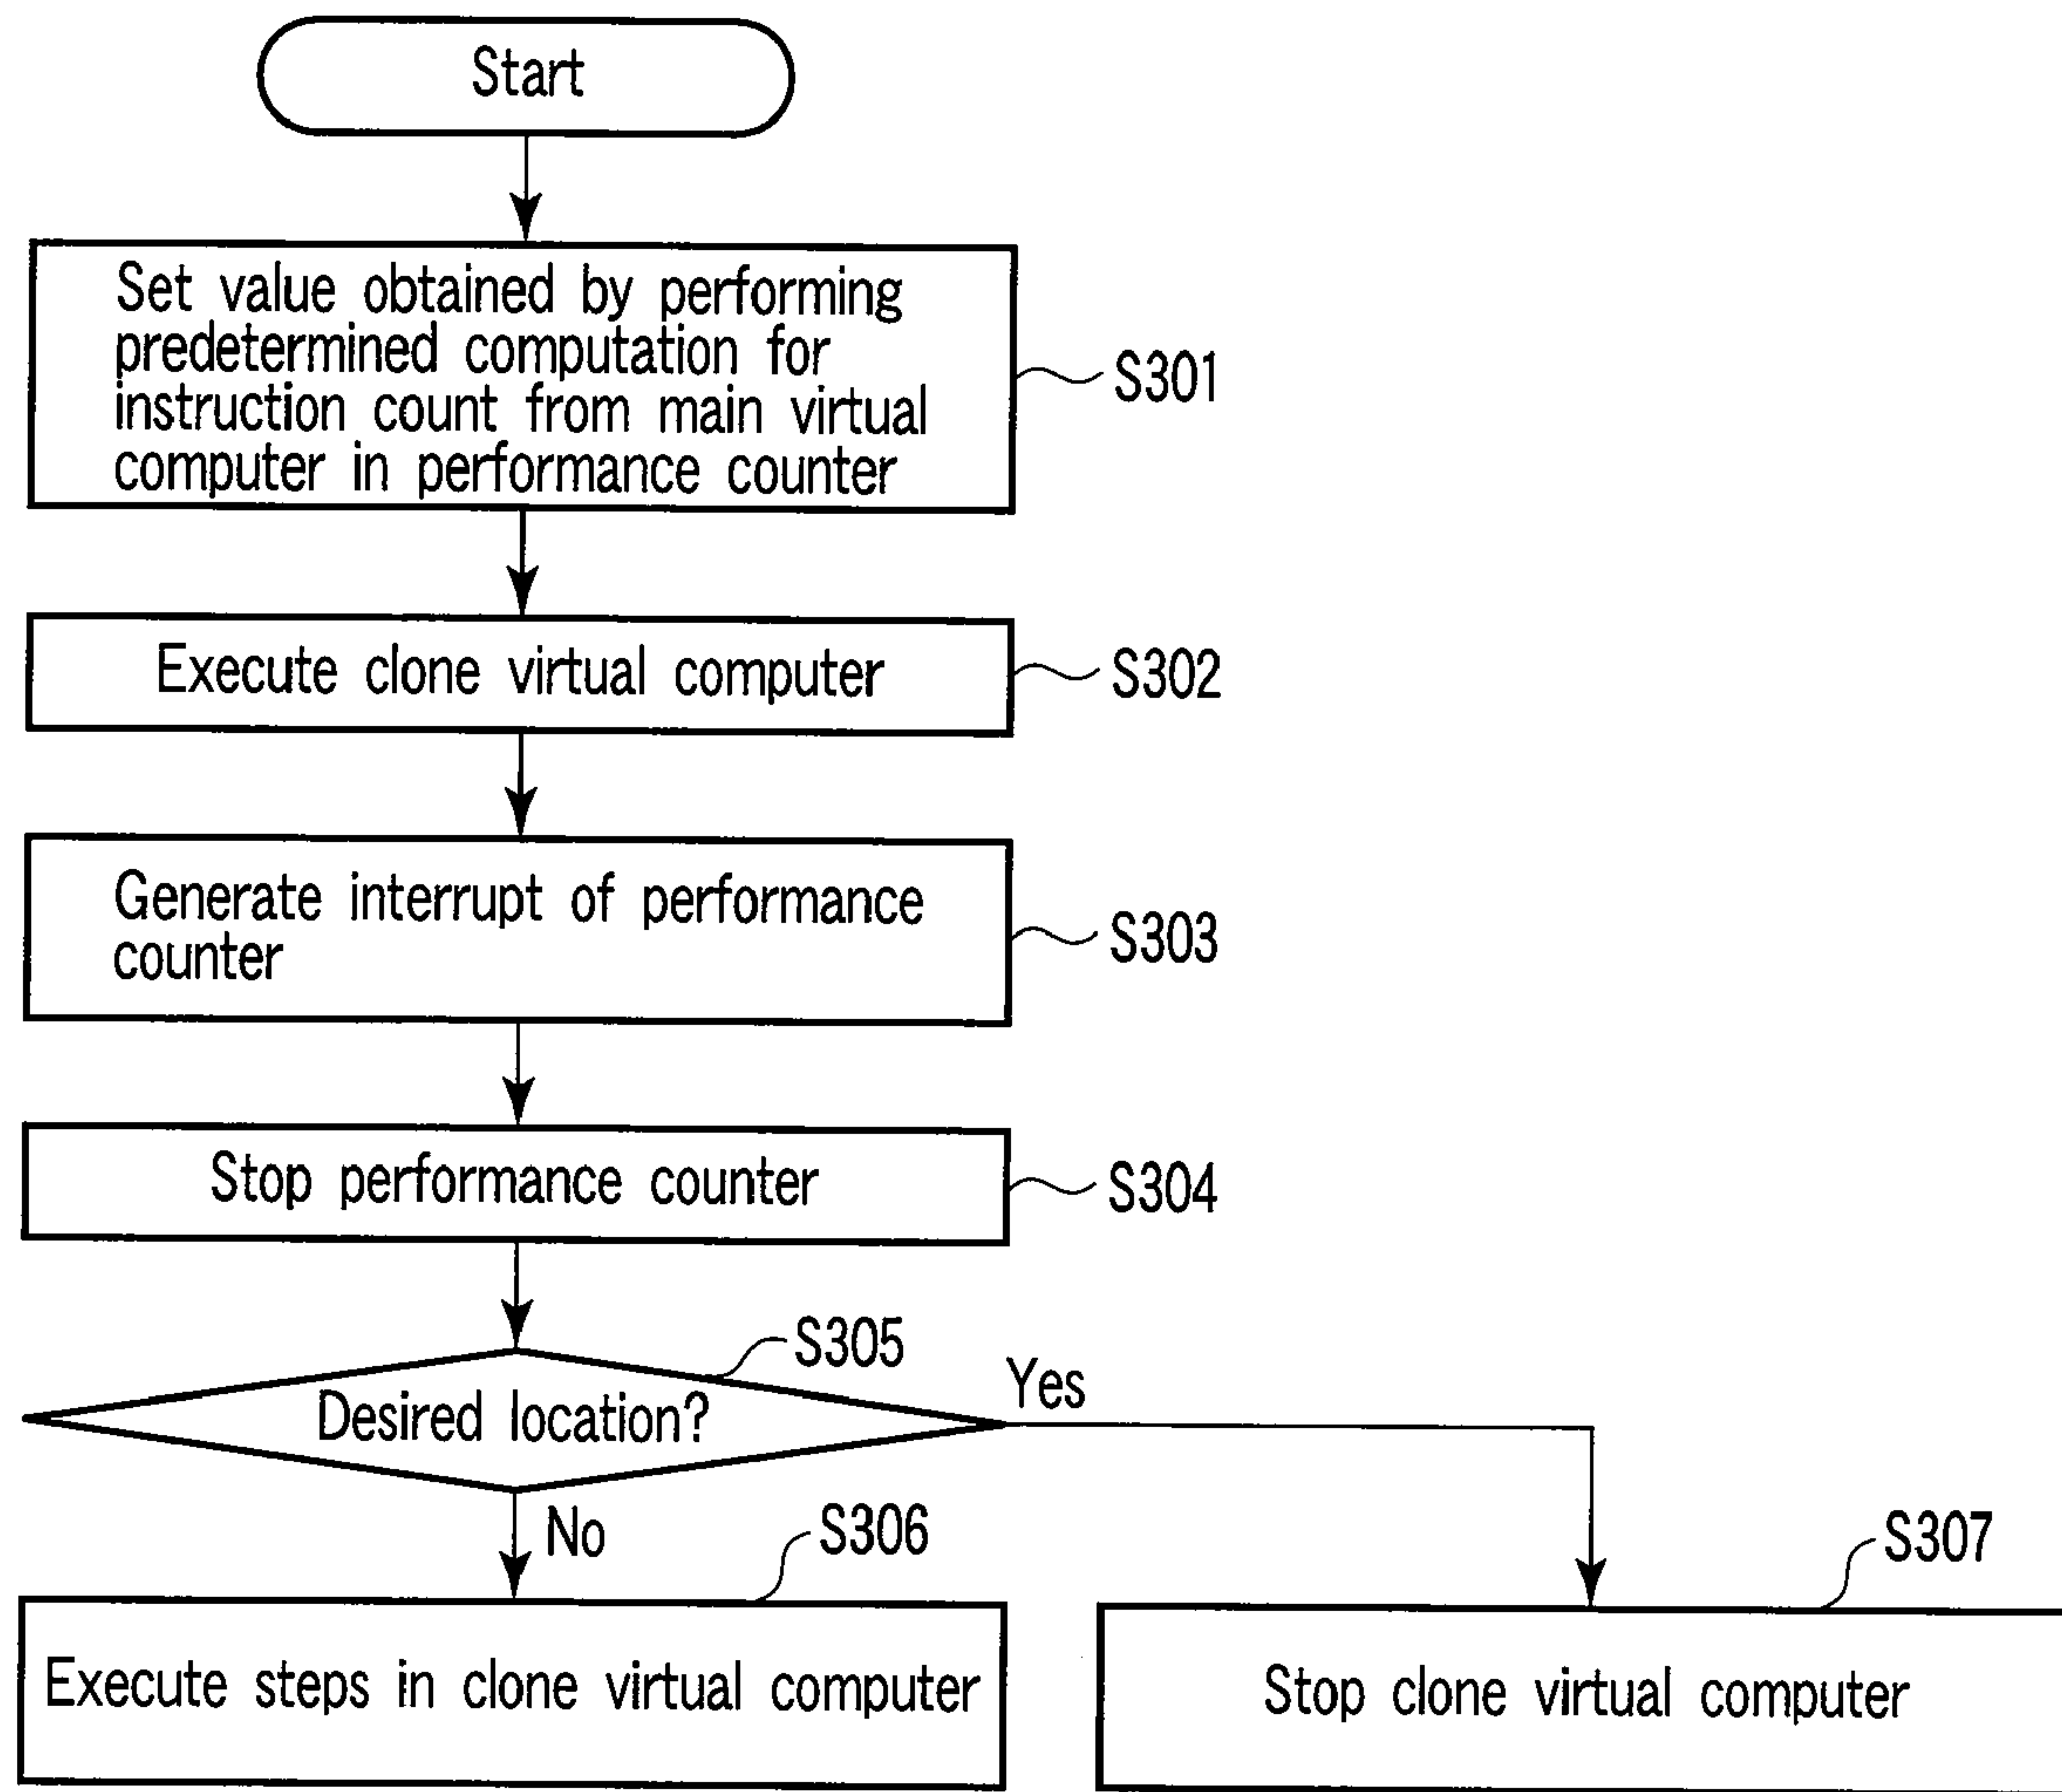 Start
Set value obtained by performing
predetermined computation for
instruction count from main virtual
computer in performance counter
S301
Execute clone virtual computer
S302
Generate interrupt of performance
counter
S303
Stop performance counter
S304
S305
Desired location?
Yes
No
S306
S307
Execute steps in clone virtual computer
Stop clone virtual computer